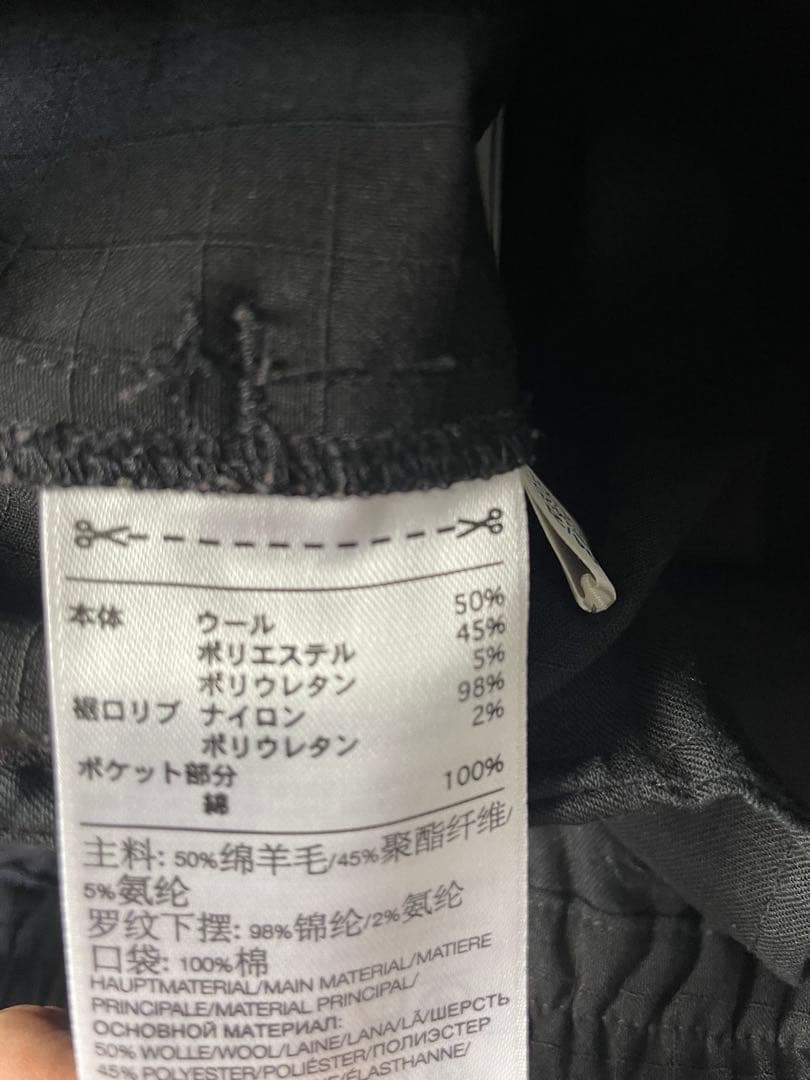 本体 ウール 50%
ポリエステル 45%
ポリウレタン 5%
裾口リブ ナイロン 98%
ポリウレタン 2%
ポケット部分
綿 100%
主料: 50%绵羊毛/45%聚酯纤维/
5%氨纶
罗纹下摆: 98%锦纶/2%氨纶
口袋: 100%棉
HAUPTMATERIAL/MAIN MATERIAL/MATIERE
PRINCIPALE/MATERIAL PRINCIPAL/
ОСНОВНОЙ МАТЕРИАЛ:
50% WOLLE/WOOL/LAINE/LANA/LÃ/ШЕРСТЬ
45% POLYESTER/POLIÉSTER/ПОЛИЭСТЕР
/ÉLASTHANNE/